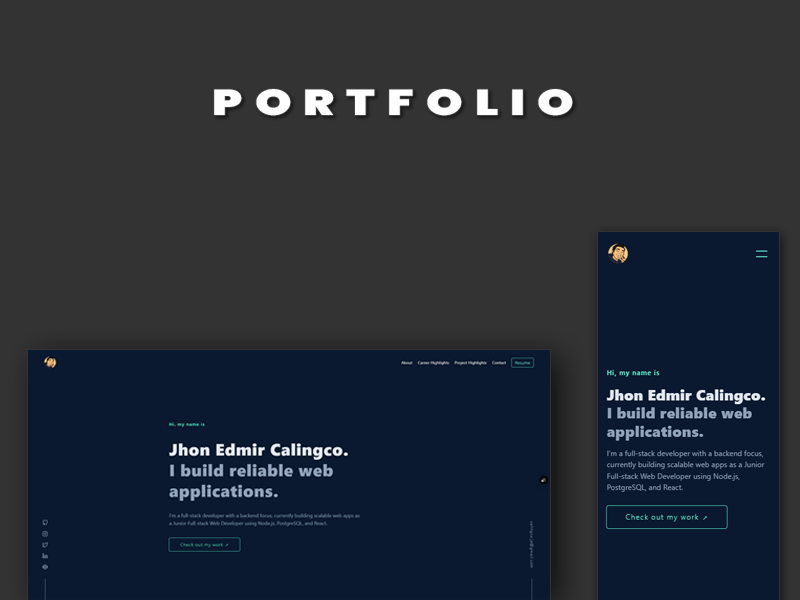 PORTFOLIO
About Career Highlights Project Highlights Contact Resume
Hi, my name is
Jhon Edmir Calingco.
I build reliable web
applications.
I'm a full-stack developer with a backend focus, currently building scalable web apps as
a Junior Full-stack Web Developer using Node.js, PostgreSQL, and React.
Check out my work ↗
Hi, my name is
Jhon Edmir Calingco.
I build reliable web
applications.
I'm a full-stack developer with a backend focus,
currently building scalable web apps as a Junior
Full-stack Web Developer using Node.js,
PostgreSQL, and React.
Check out my work ↗